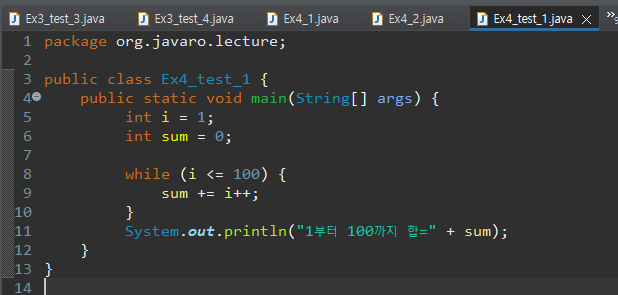 Ex3_test_3.java Ex3_test_4.java Ex4_1.java Ex4_2.java Ex4_test_1.java
1 package org.javaro.lecture;
2
3 public class Ex4_test_1 {
4 public static void main(String[] args) {
5 int i = 1;
6 int sum = 0;
7
8 while (i <= 100) {
9 sum += i++;
10 }
11 System.out.println("1부터 100까지 합=" + sum);
12 }
13 }
14